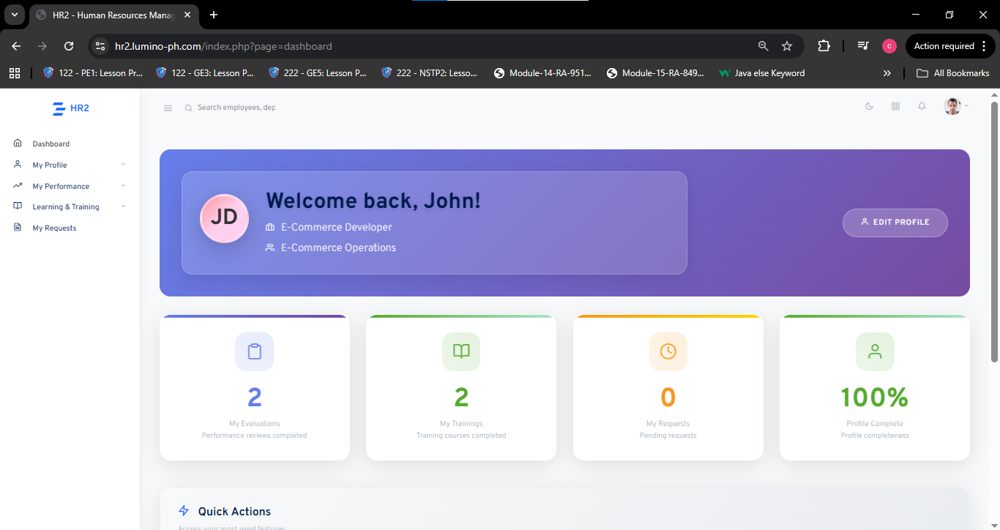 HR2 - Human Resources Manag
hr2.lumino-ph.com/index.php?page=dashboard
C
Action required
122 - PE1: Lesson Pr...
122 - GE3: Lesson P...
222 - GE5: Lesson P...
222 - NSTP2: Lesso...
Module-14-RA-951...
Module-15-RA-849...
Java else Keyword
All Bookmarks
HR2
Search employees, dep
Dashboard
My Profile
My Performance
Learning & Training
My Requests
JD
Welcome back, John!
E-Commerce Developer
E-Commerce Operations
EDIT PROFILE
2
My Evaluations
Performance reviews completed
2
My Trainings
Training courses completed
0
My Requests
Pending requests
100%
Profile Complete
Profile completeness
Quick Actions
Access your most used features